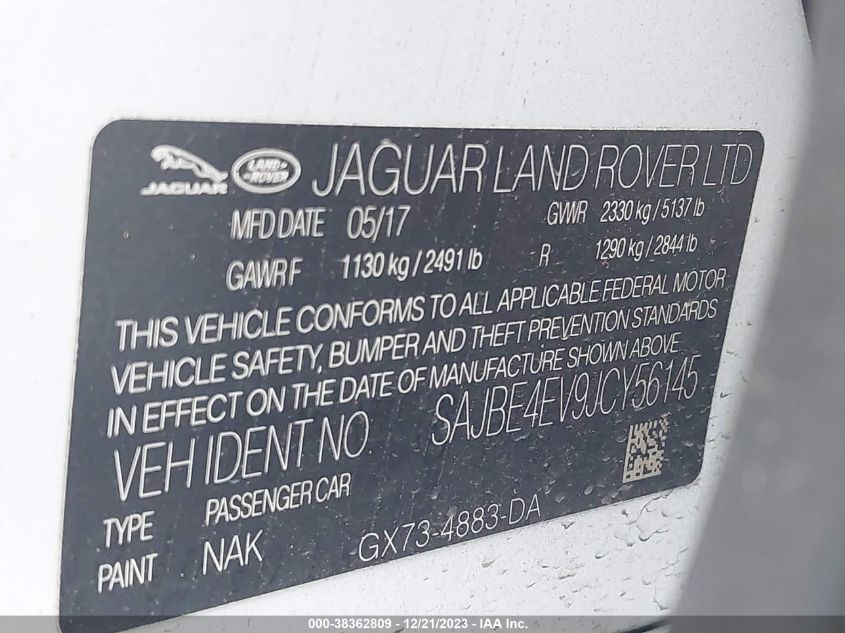 JAGUAR LAND ROVER JAGUAR LAND ROVER LTD
MFD DATE 05/17 GVWR 2330 kg / 5137 lb
GAWR F 1130 kg / 2491 lb R 1290 kg / 2844 lb
THIS VEHICLE CONFORMS TO ALL APPLICABLE FEDERAL MOTOR
VEHICLE SAFETY, BUMPER AND THEFT PREVENTION STANDARDS
IN EFFECT ON THE DATE OF MANUFACTURE SHOWN ABOVE.
VEH IDENT NO SAJBE4EV9JCY56145
TYPE PASSENGER CAR
PAINT NAK GX73-4883-DA
000-38362809 - 12/21/2023 - IAA Inc.